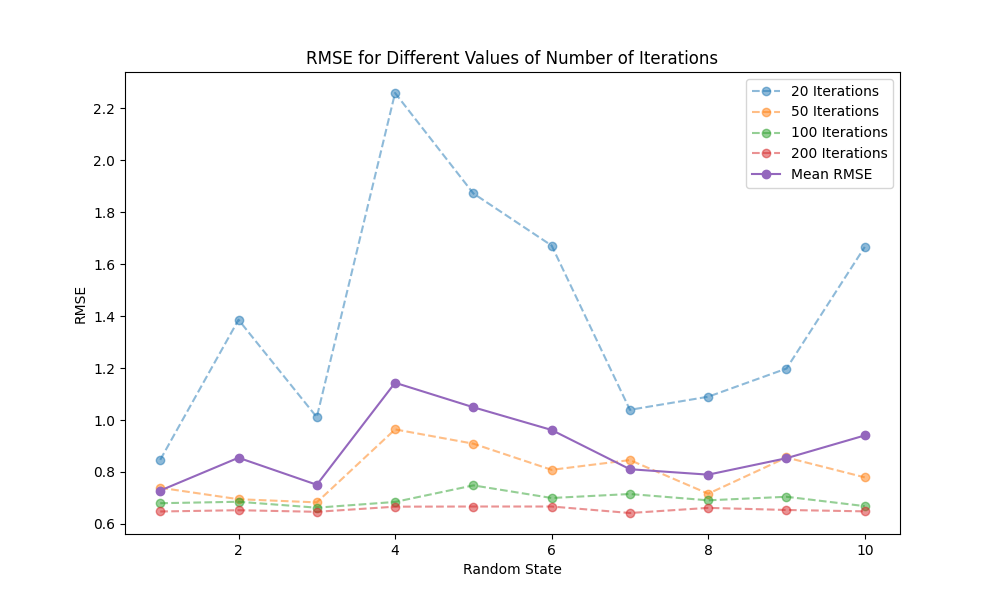 RMSE for Different Values of Number of Iterations
20 Iterations
50 Iterations
100 Iterations
200 Iterations
Mean RMSE
RMSE
2.2
2.0
1.8
1.6
1.4
1.2
1.0
0.8
0.6
2 4 6 8 10
Random State